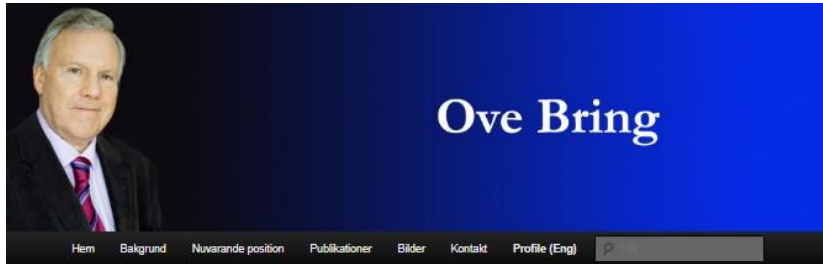 Ove Bring
Hem Bakgrund Nuvarande position Publikationer Bilder Kontakt Profile (Eng)